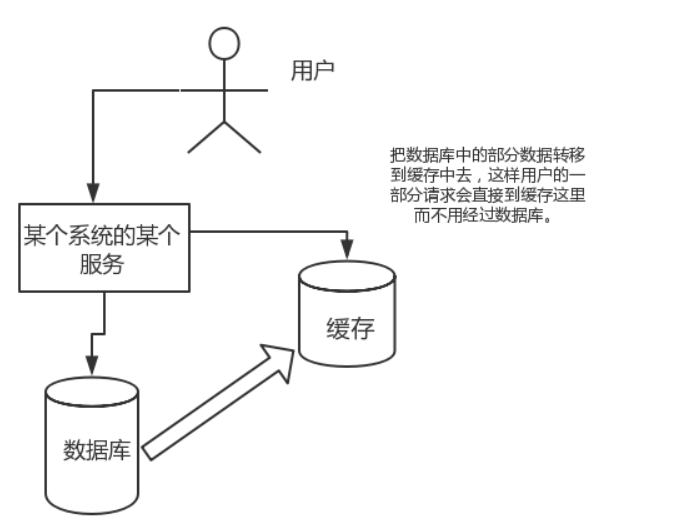 用户
把数据库中的部分数据转移
到缓存中去，这样用户的一
部分请求会直接到缓存这里
而不用经过数据库。
某个系统的某个
服务
缓存
数据库